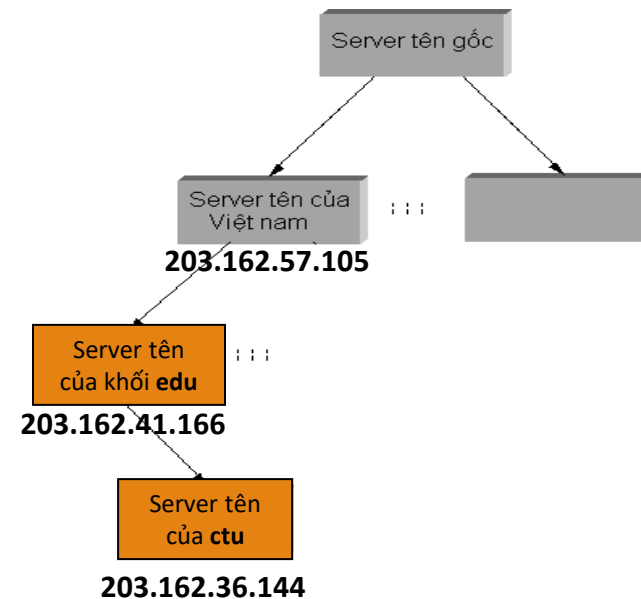 Server tên gốc
Server tên của
Việt nam
203.162.57.105
Server tên
của khối edu
203.162.41.166
Server tên
của ctu
203.162.36.144